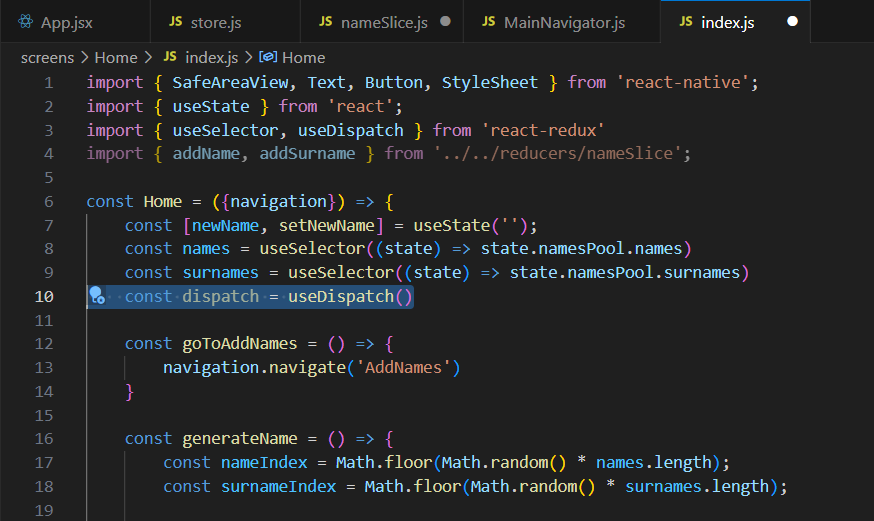 App.jsx JS store.js JS nameSlice.js JS MainNavigator.js JS index.js
screens > Home > JS index.js > Home
1 import { SafeAreaView, Text, Button, StyleSheet } from 'react-native';
2 import { useState } from 'react';
3 import { useSelector, useDispatch } from 'react-redux'
4 import { addName, addSurname } from '../../reducers/nameSlice';
5
6 const Home = ({navigation}) => {
7 const [newName, setNewName] = useState('');
8 const names = useSelector((state) => state.namesPool.names)
9 const surnames = useSelector((state) => state.namesPool.surnames)
10 const dispatch = useDispatch()
11
12 const goToAddNames = () => {
13 navigation.navigate('AddNames')
14 }
15
16 const generateName = () => {
17 const nameIndex = Math.floor(Math.random() * names.length);
18 const surnameIndex = Math.floor(Math.random() * surnames.length);
19